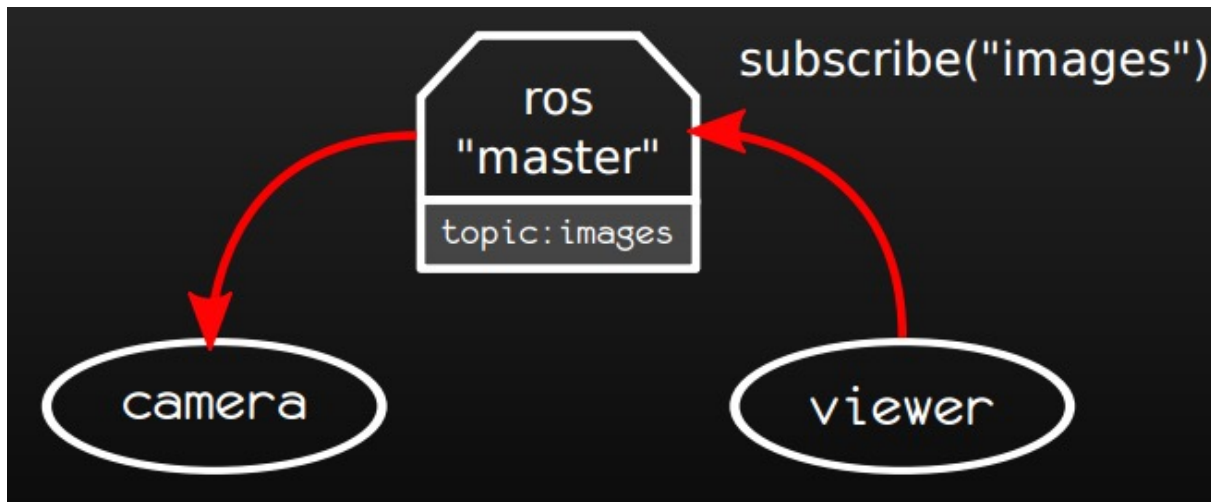 subscribe("images")
ros
"master"
topic:images
camera
viewer